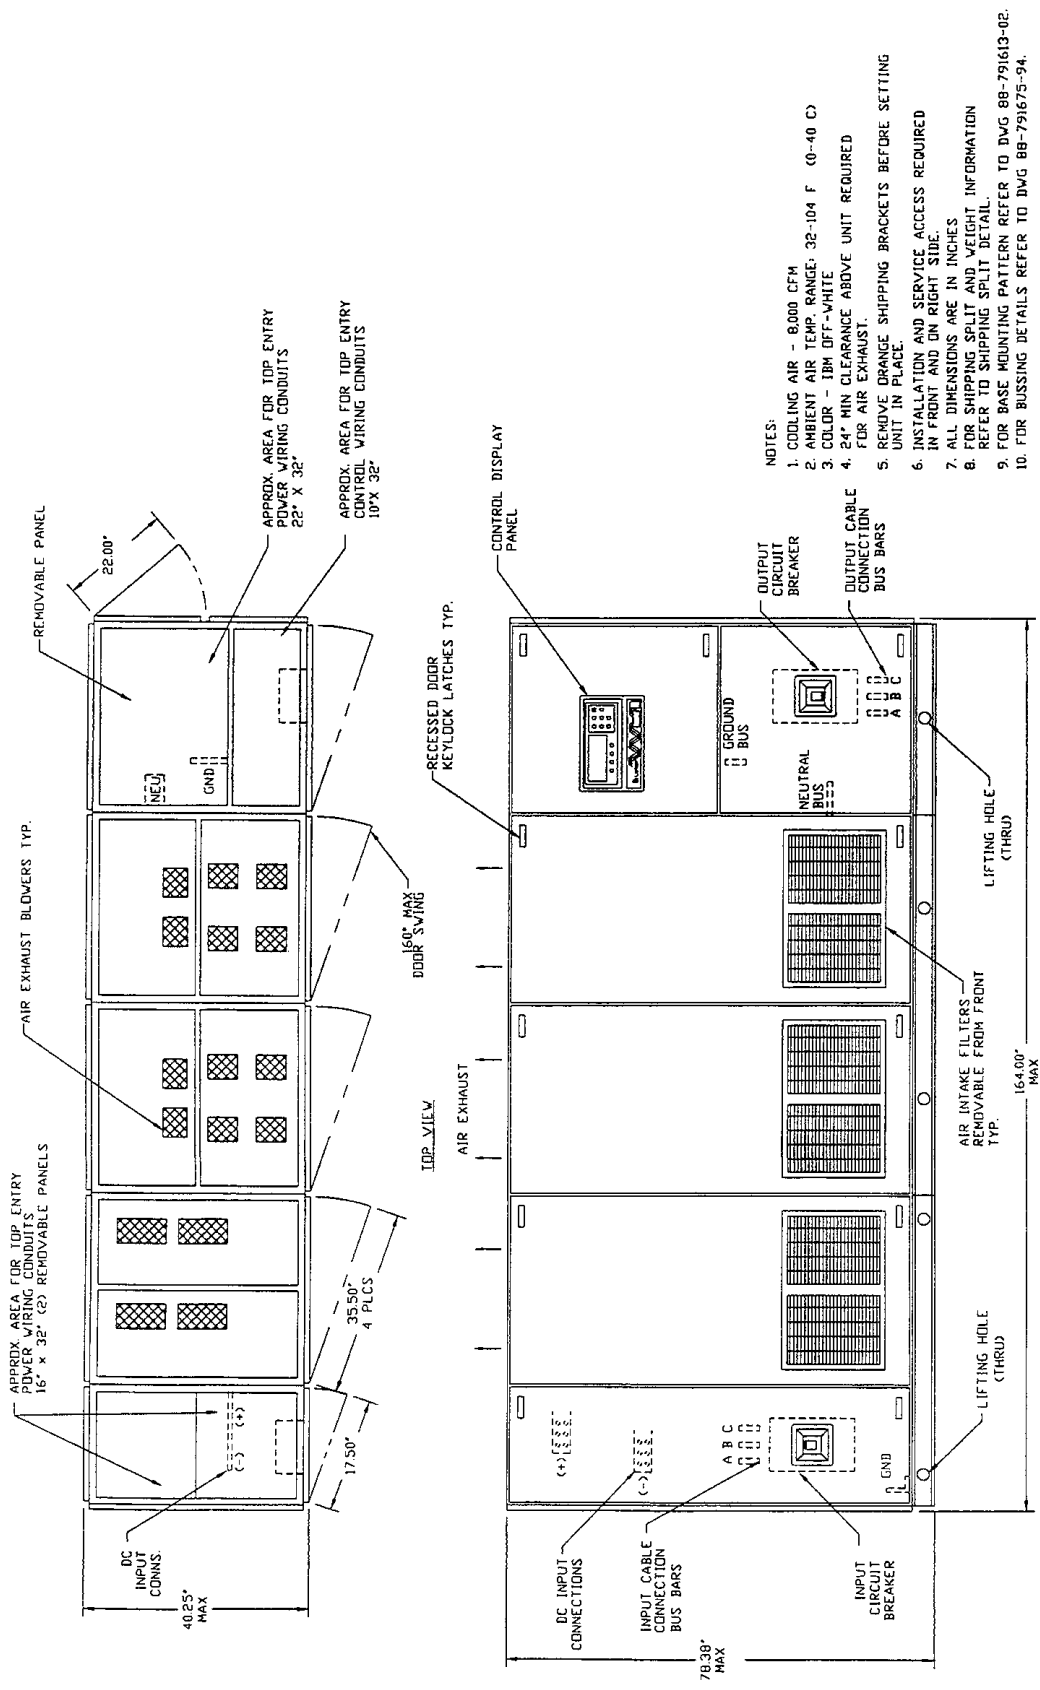 APPROX. AREA FOR TOP ENTRY
POWER WIRING CONDUITS
16" x 32" (2) REMOVABLE PANELS
AIR EXHAUST BLOWERS TYP.
REMOVABLE PANEL
22.00"
APPROX. AREA FOR TOP ENTRY
POWER WIRING CONDUITS
22" X 32"
APPROX. AREA FOR TOP ENTRY
CONTROL WIRING CONDUITS
10"X 32"
NEU
GND
(-)
(+)
DC
INPUT
CONNS.
40.25"
MAX
17.50"
35.50"
4 PLCS
160° MAX
DOOR SWING
TOP VIEW
AIR EXHAUST
RECESSED DOOR
KEYLOCK LATCHES TYP.
CONTROL DISPLAY
PANEL
GROUND
BUS
NEUTRAL
BUS
OUTPUT
CIRCUIT
BREAKER
A B C
OUTPUT CABLE
CONNECTION
BUS BARS
(+)
(-)
A B C
GND
DC INPUT
CONNECTIONS
INPUT CABLE
CONNECTION
BUS BARS
INPUT
CIRCUIT
BREAKER
78.38"
MAX
LIFTING HOLE
(THRU)
AIR INTAKE FILTERS
REMOVABLE FROM FRONT
TYP.
LIFTING HOLE
(THRU)
164.00"
MAX
NOTES:
1. COOLING AIR - 8,000 CFM
2. AMBIENT AIR TEMP. RANGE: 32-104 F (0-40 C)
3. COLOR - IBM OFF-WHITE
4. 24" MIN CLEARANCE ABOVE UNIT REQUIRED
FOR AIR EXHAUST.
5. REMOVE ORANGE SHIPPING BRACKETS BEFORE SETTING
UNIT IN PLACE.
6. INSTALLATION AND SERVICE ACCESS REQUIRED
IN FRONT AND ON RIGHT SIDE.
7. ALL DIMENSIONS ARE IN INCHES
8. FOR SHIPPING SPLIT AND WEIGHT INFORMATION
REFER TO SHIPPING SPLIT DETAIL.
9. FOR BASE MOUNTING PATTERN REFER TO DWG 88-791613-02.
10. FOR BUSSING DETAILS REFER TO DWG 88-791675-94.